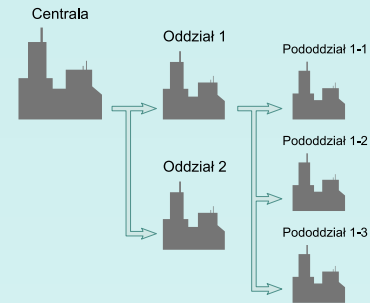 Centrala
Oddział 1
Pododdział 1-1
Pododdział 1-2
Oddział 2
Pododdział 1-3